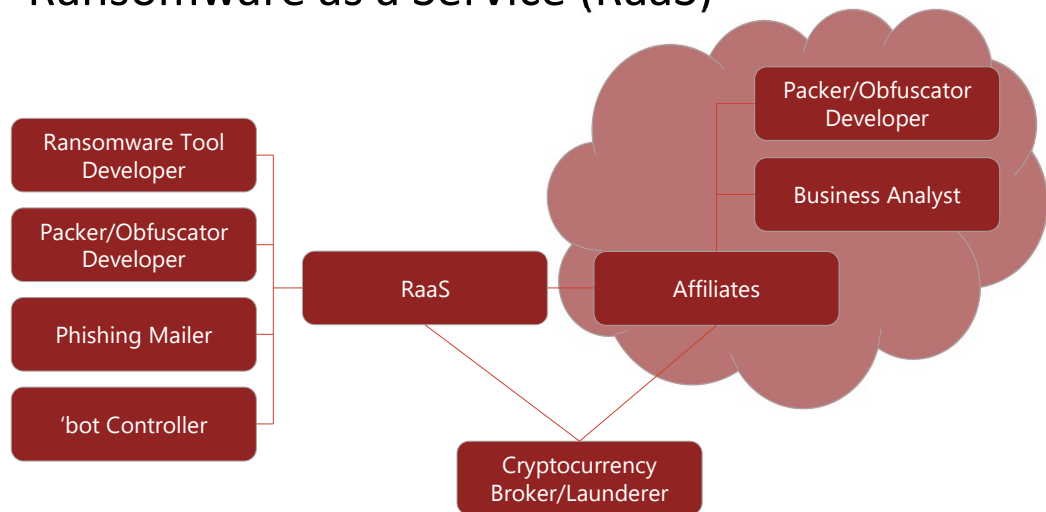 Ransomware as a Service (RaaS)
Ransomware Tool
Developer
Packer/Obfuscator
Developer
Phishing Mailer
‘bot Controller
RaaS
Affiliates
Packer/Obfuscator
Developer
Business Analyst
Cryptocurrency
Broker/Launderer